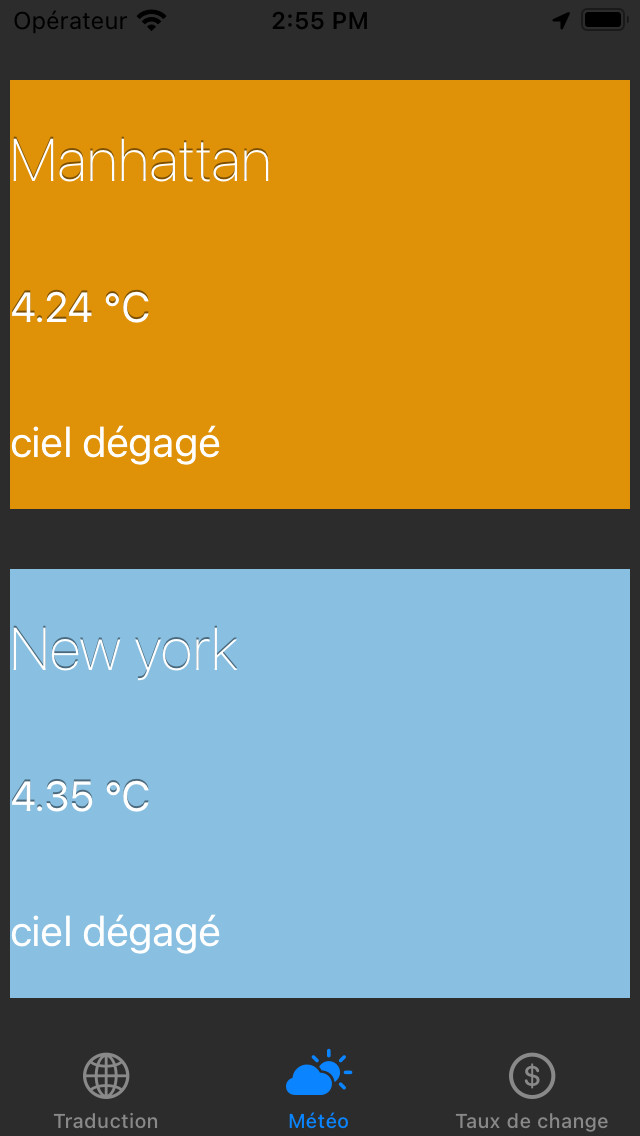 Opérateur 2:55 PM
Manhattan
4.24 °C
ciel dégagé
New york
4.35 °C
ciel dégagé
Traduction Météo Taux de change